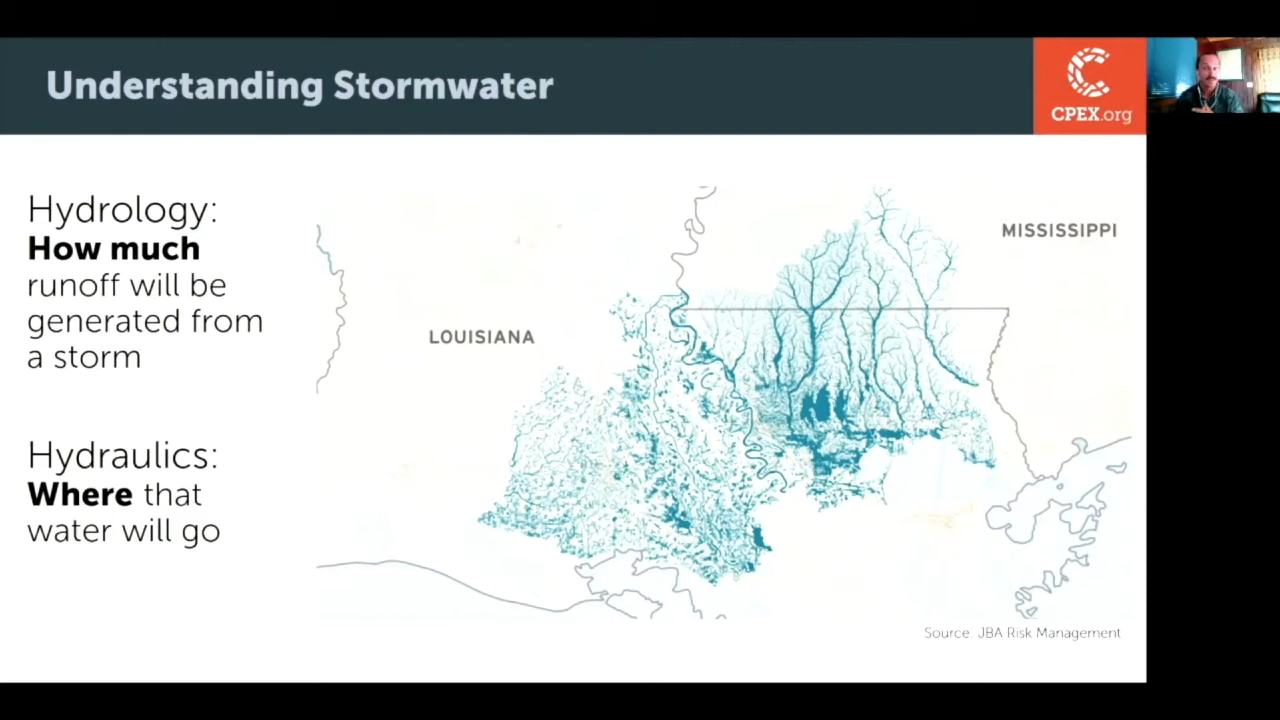 Understanding Stormwater
CPEX.org
Hydrology:
How much
runoff will be
generated from
a storm
Hydraulics:
Where that
water will go
MISSISSIPPI
LOUISIANA
Source: JBA Risk Management